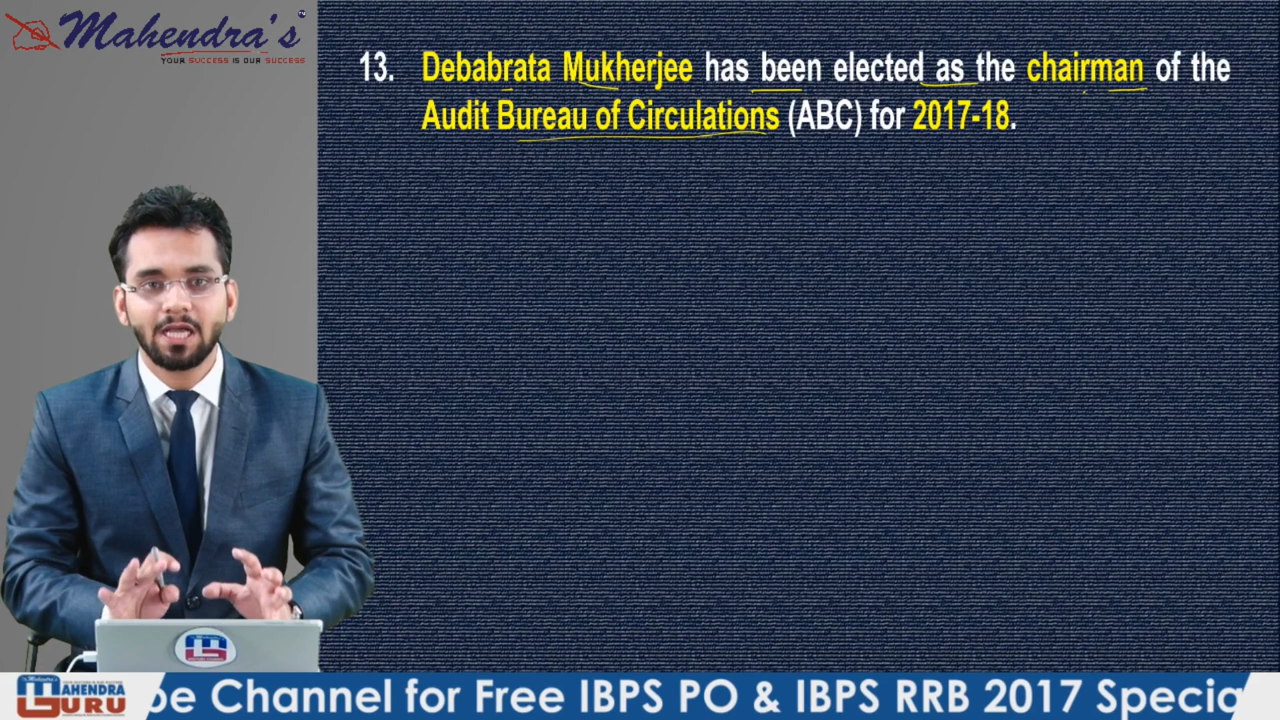 Mahendra's
YOUR SUCCESS IS OUR SUCCESS
13. Debabrata Mukherjee has been elected as the chairman of the
Audit Bureau of Circulations (ABC) for 2017-18.
MAHENDRA
GURU
be Channel for Free IBPS PO & IBPS RRB 2017 Specia